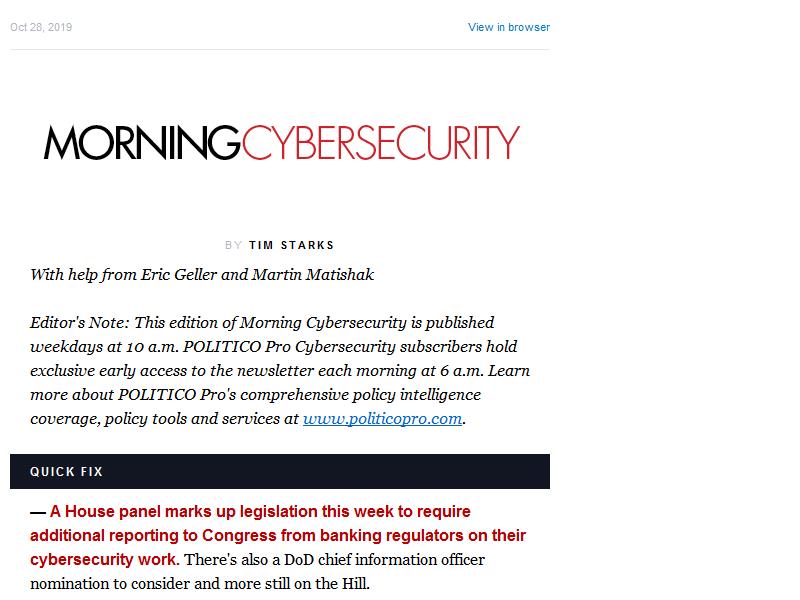 Oct 28, 2019
View in browser
MORNINGCYBERSECURITY
BY TIM STARKS
With help from Eric Geller and Martin Matishak
Editor's Note: This edition of Morning Cybersecurity is published
weekdays at 10 a.m. POLITICO Pro Cybersecurity subscribers hold
exclusive early access to the newsletter each morning at 6 a.m. Learn
more about POLITICO Pro's comprehensive policy intelligence
coverage, policy tools and services at www.politicopro.com.
QUICK FIX
— A House panel marks up legislation this week to require
additional reporting to Congress from banking regulators on their
cybersecurity work. There's also a DoD chief information officer
nomination to consider and more still on the Hill.